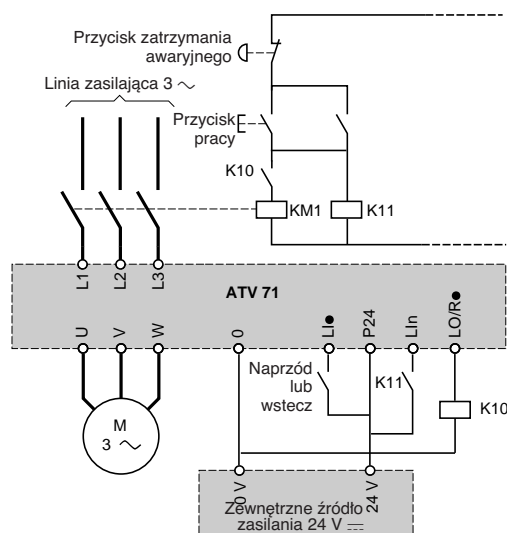 Przycisk zatrzymania
awaryjnego
Linia zasilająca 3 ~
Przycisk
pracy
K10
KM1
K11
L1
L2
L3
ATV 71
U
V
W
0
LI●
P24
LIn
LO/R●
Naprzód
lub
wstecz
K11
K10
M
3 ~
0 V
24 V
Zewnętrzne źródło
zasilania 24 V ⎓